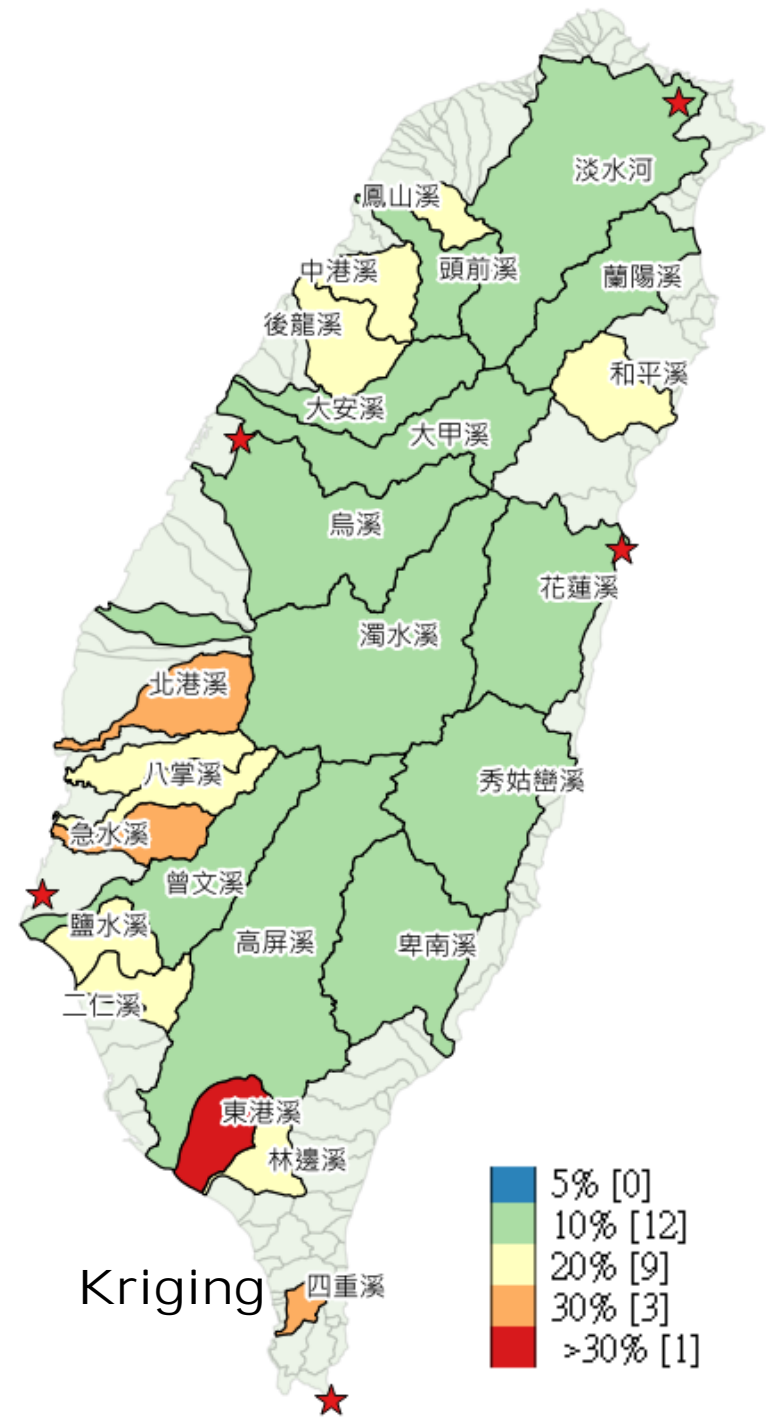 淡水河
鳳山溪
中港溪
頭前溪
蘭陽溪
後龍溪
和平溪
大安溪
大甲溪
烏溪
花蓮溪
濁水溪
北港溪
八掌溪
秀姑巒溪
急水溪
曾文溪
鹽水溪
高屏溪
卑南溪
二仁溪
東港溪
林邊溪
5% [0]
10% [12]
20% [9]
30% [3]
>30% [1]
Kriging
四重溪